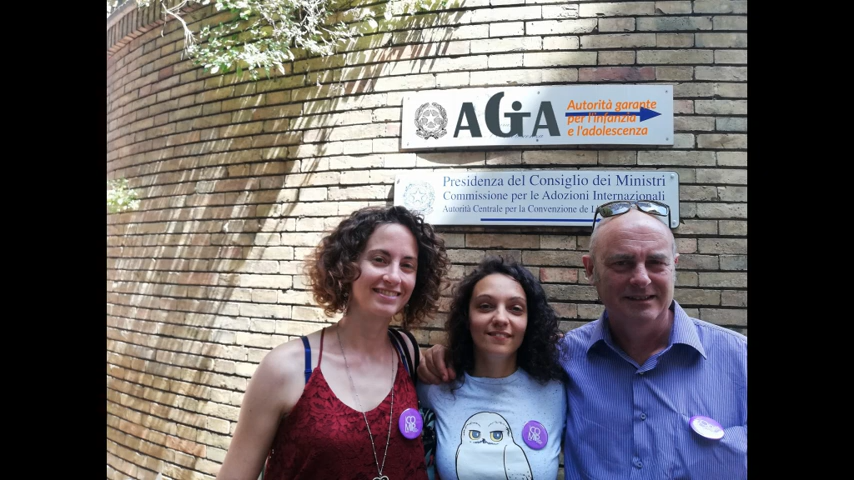 AGIA
Autorità garante
per l'infanzia
e l'adolescenza
Presidenza del Consiglio dei Ministri
Commissione per le Adozioni Internazionali
Autorità Centrale per la Convenzione de